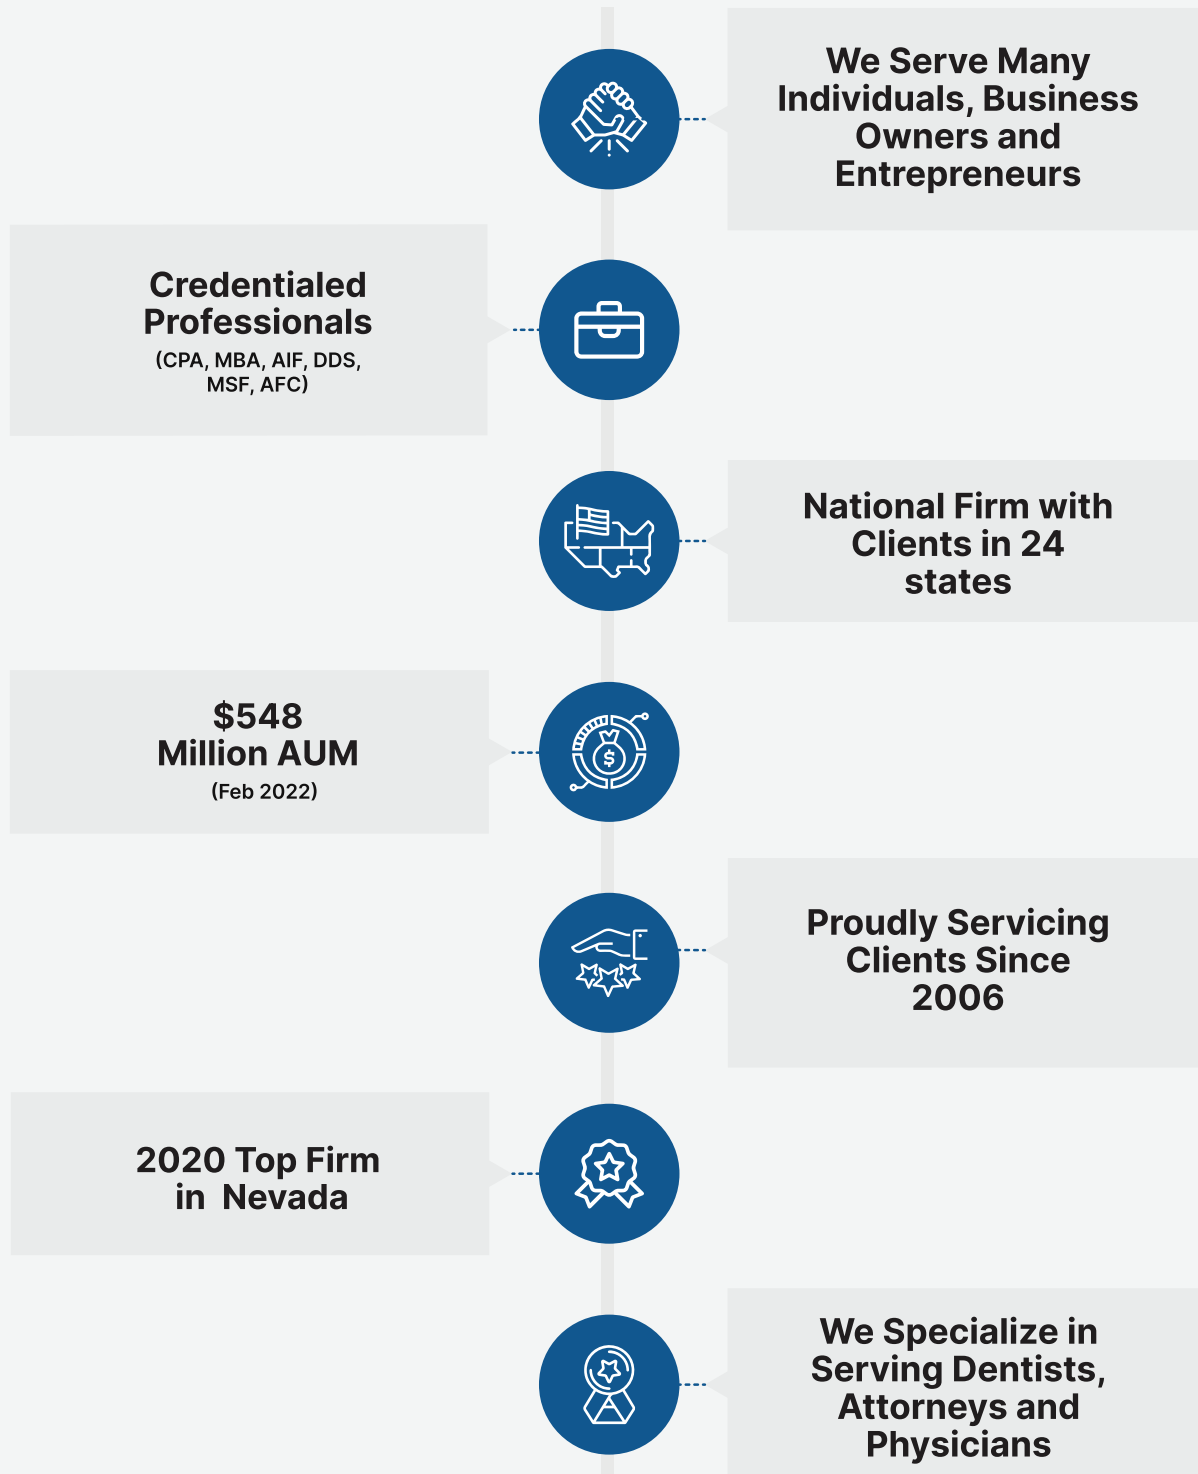 We Serve Many
Individuals, Business
Owners and
Entrepreneurs
Credentialed
Professionals
(CPA, MBA, AIF, DDS,
MSF, AFC)
National Firm with
Clients in 24
states
$548
Million AUM
(Feb 2022)
$
Proudly Servicing
Clients Since
2006
2020 Top Firm
in  Nevada
We Specialize in
Serving Dentists,
Attorneys and
Physicians